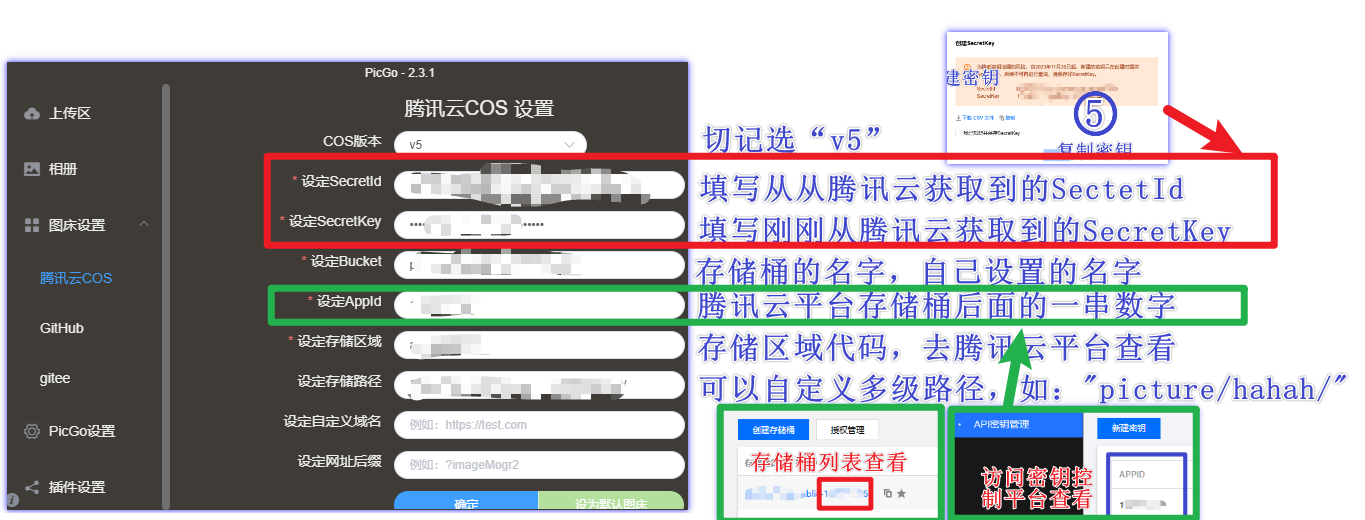 PicGo - 2.3.1
上传区
相册
图床设置
腾讯云COS
GitHub
gitee
PicGo设置
插件设置
腾讯云COS 设置
COS版本
v5
* 设定SecretId
* 设定SecretKey
* 设定Bucket
* 设定AppId
* 设定存储区域
设定存储路径
设定自定义域名
例如：https://test.com
设定网址后缀
例如：?imageMogr2
确定
设为默认图床
创建SecretKey
建密钥
SecretId
SecretKey
下载 CSV 文件
复制
⑤
复制密钥
切记选“v5”
填写从从腾讯云获取到的SectetId
填写刚刚从腾讯云获取到的SecretKey
存储桶的名字，自己设置的名字
腾讯云平台存储桶后面的一串数字
存储区域代码，去腾讯云平台查看
可以自定义多级路径，如："picture/hahah/"
创建存储桶
授权管理
存储桶列表查看
API密钥管理
新建密钥
访问密钥控
制平台查看
APPID